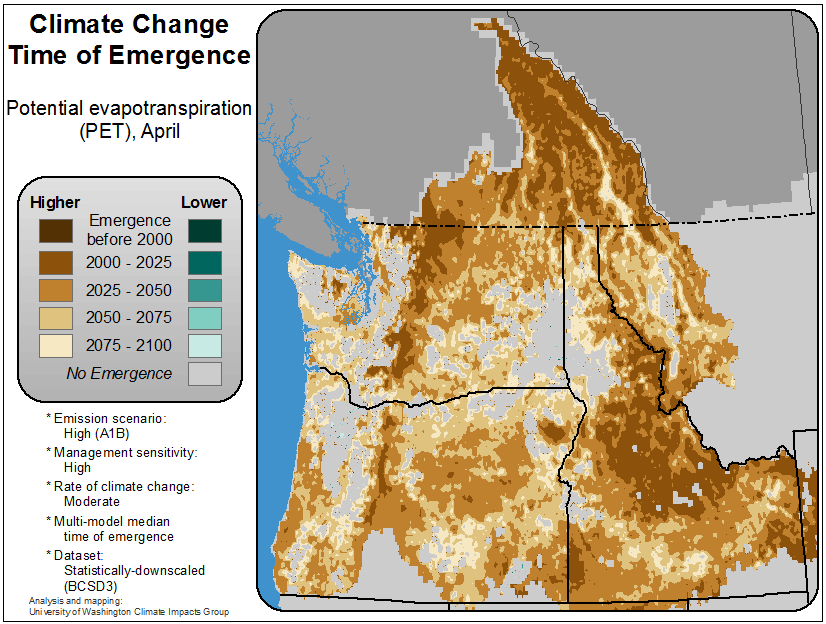 Climate Change
Time of Emergence
Potential evapotranspiration
(PET), April
Higher
Lower
Emergence
before 2000
2000 - 2025
2025 - 2050
2050 - 2075
2075 - 2100
No Emergence
* Emission scenario:
High (A1B)
* Management sensitivity:
High
* Rate of climate change:
Moderate
* Multi-model median
time of emergence
* Dataset:
Statistically-downscaled
(BCSD3)
Analysis and mapping:
University of Washington Climate Impacts Group